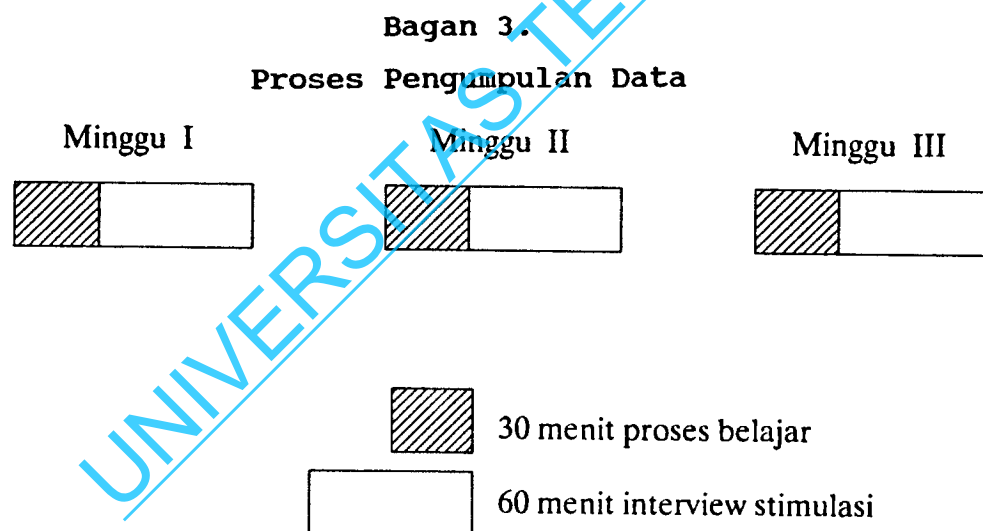 Bagan 3.
Proses Pengumpulan Data
Minggu I
Minggu II
Minggu III
30 menit proses belajar
60 menit interview stimulasi
UNIVERSITAS TE